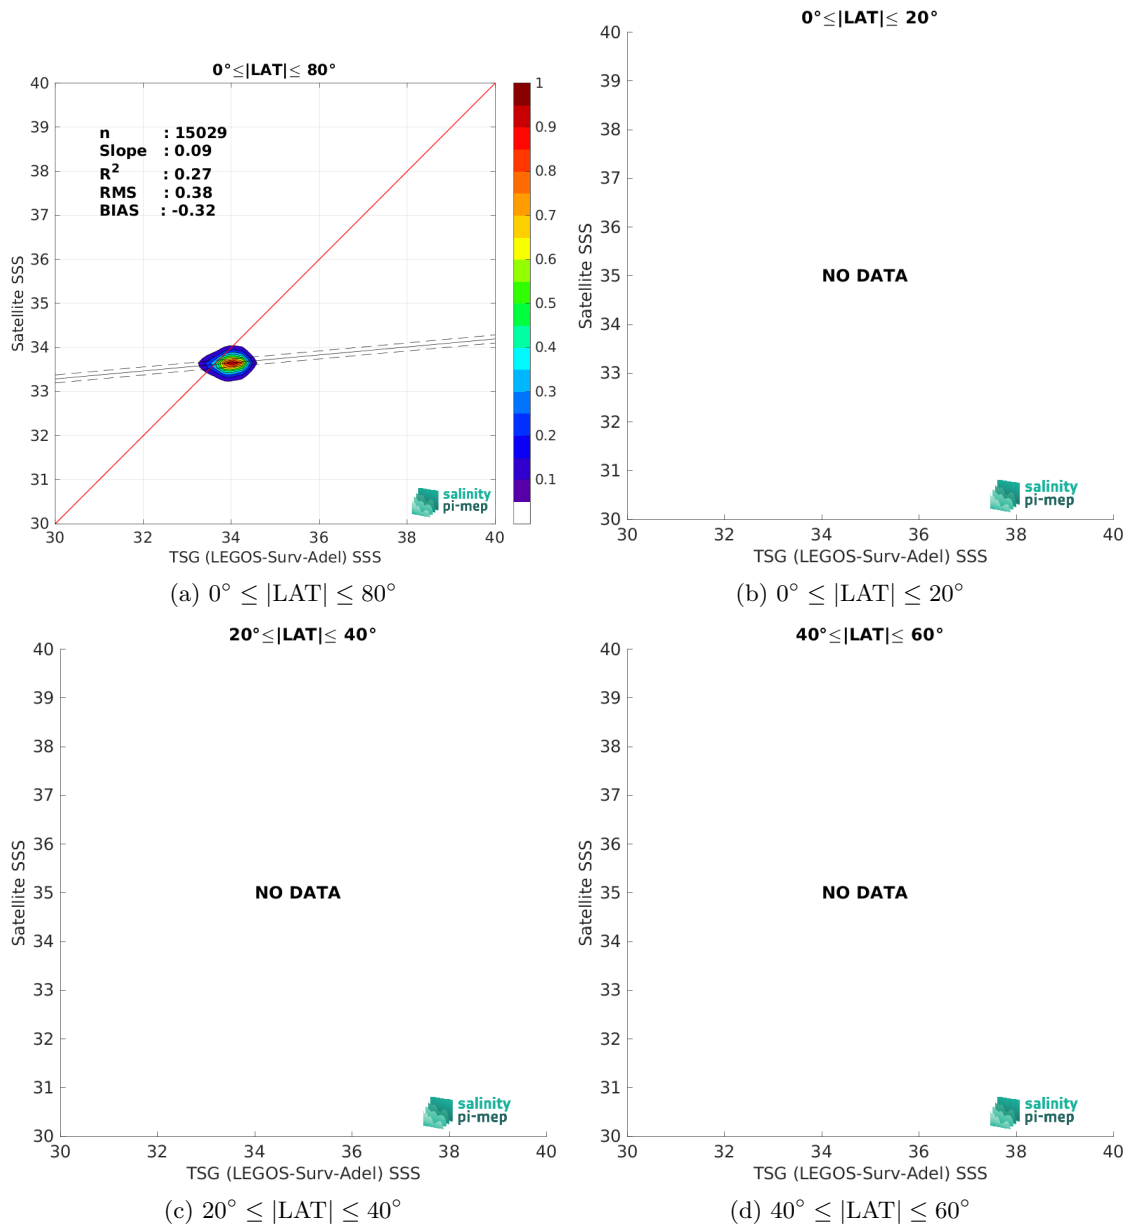 0°≤|LAT|≤ 80°
40
39
38
37
36
35
34
33
32
31
30
Satellite SSS
n : 15029
Slope : 0.09
R² : 0.27
RMS : 0.38
BIAS : -0.32
1
0.9
0.8
0.7
0.6
0.5
0.4
0.3
0.2
0.1
salinity
pi-mep
30 32 34 36 38 40
TSG (LEGOS-Surv-Adel) SSS
(a) 0° ≤ |LAT| ≤ 80°
0°≤|LAT|≤ 20°
40
39
38
37
36
35
34
33
32
31
30
Satellite SSS
NO DATA
salinity
pi-mep
30 32 34 36 38 40
TSG (LEGOS-Surv-Adel) SSS
(b) 0° ≤ |LAT| ≤ 20°
20°≤|LAT|≤ 40°
40
39
38
37
36
35
34
33
32
31
30
Satellite SSS
NO DATA
salinity
pi-mep
30 32 34 36 38 40
TSG (LEGOS-Surv-Adel) SSS
(c) 20° ≤ |LAT| ≤ 40°
40°≤|LAT|≤ 60°
40
39
38
37
36
35
34
33
32
31
30
Satellite SSS
NO DATA
salinity
pi-mep
30 32 34 36 38 40
TSG (LEGOS-Surv-Adel) SSS
(d) 40° ≤ |LAT| ≤ 60°